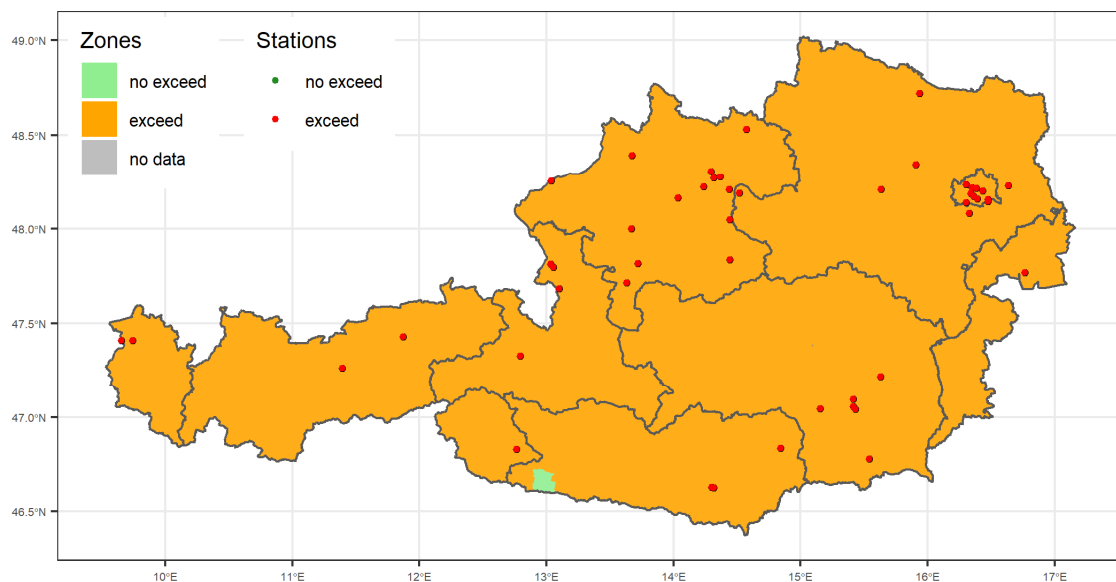 Zones
no exceed
exceed
no data
Stations
no exceed
exceed
49.0°N
48.5°N
48.0°N
47.5°N
47.0°N
46.5°N
10°E
11°E
12°E
13°E
14°E
15°E
16°E
17°E